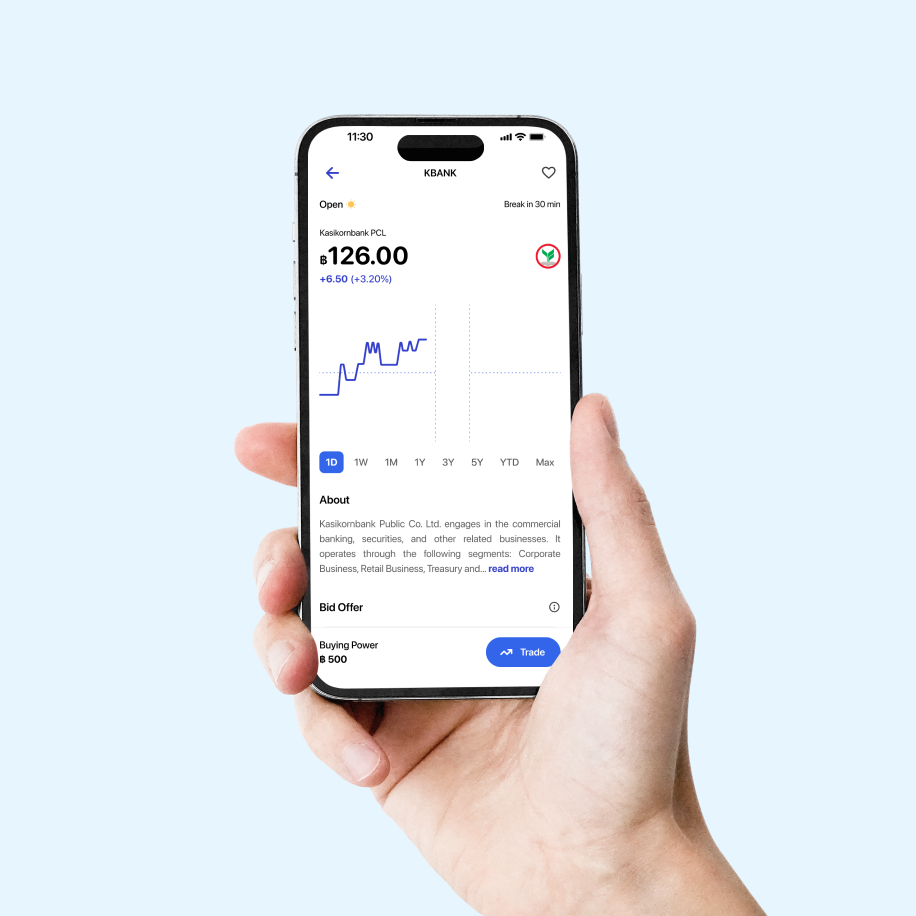 11:30
KBANK
Open
Break in 30 min
Kasikornbank PCL
฿126.00
+6.50 (+3.20%)
1D 1W 1M 1Y 3Y 5Y YTD Max
About
Kasikornbank Public Co. Ltd. engages in the commercial
banking, securities, and other related businesses. It
operates through the following segments: Corporate
Business, Retail Business, Treasury and... read more
Bid Offer
Buying Power
฿ 500
Trade